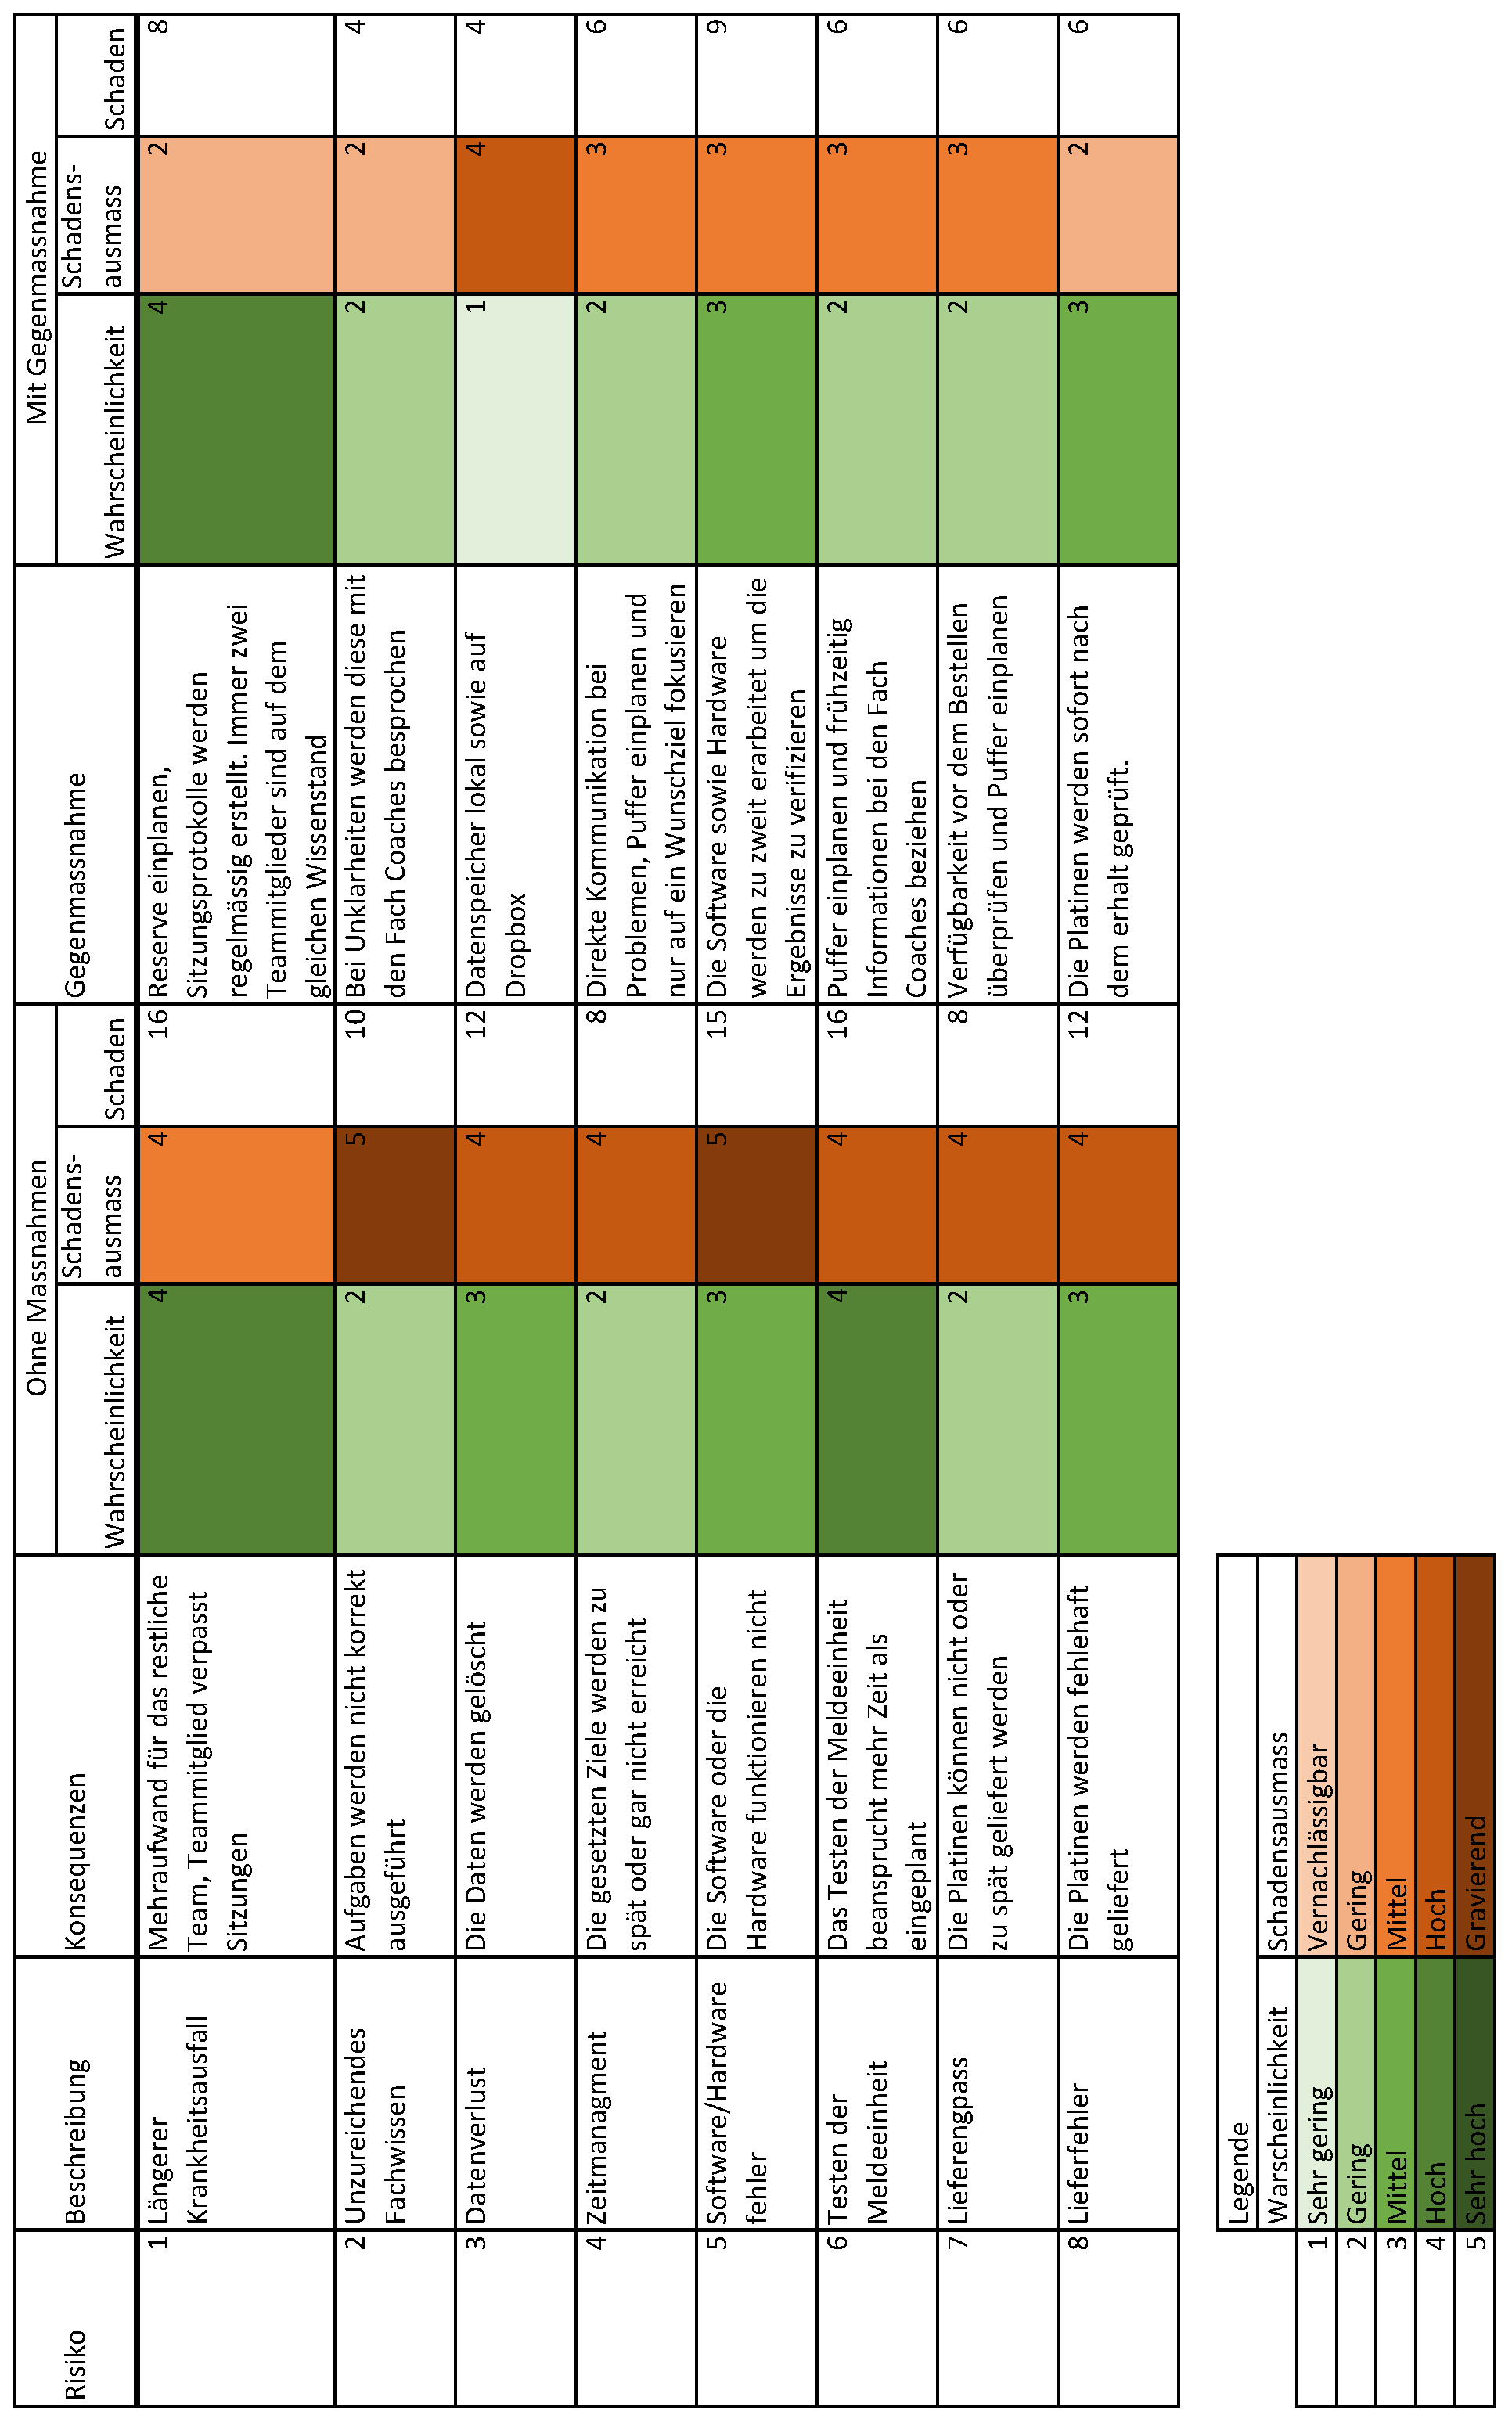 Ohne Massnahmen
Mit Gegenmassnahme
Risiko
Beschreibung
Konsequenzen
Wahrscheinlichkeit
Schadens-
ausmass
Schaden
Gegenmassnahme
Wahrscheinlichkeit
Schadens-
ausmass
Schaden
1
Längerer
Krankheitsausfall
Mehraufwand für das restliche
Team, Teammitglied verpasst
Sitzungen
4
4
16
Reserve einplanen,
Sitzungsprotokolle werden
regelmässig erstellt. Immer zwei
Teammitglieder sind auf dem
gleichen Wissenstand
4
2
8
2
Unzureichendes
Fachwissen
Aufgaben werden nicht korrekt
ausgeführt
2
5
10
Bei Unklarheiten werden diese mit
den Fach Coaches besprochen
2
2
4
3
Datenverlust
Die Daten werden gelöscht
3
4
12
Datenspeicher lokal sowie auf
Dropbox
1
4
4
4
Zeitmanagment
Die gesetzten Ziele werden zu
spät oder gar nicht erreicht
2
4
8
Direkte Kommunikation bei
Problemen, Puffer einplanen und
nur auf ein Wunschziel fokusieren
2
3
6
5
Software/Hardware
fehler
Die Software oder die
Hardware funktionieren nicht
3
5
15
Die Software sowie Hardware
werden zu zweit erarbeitet um die
Ergebnisse zu verifizieren
3
3
9
6
Testen der
Meldeeinheit
Das Testen der Meldeeinheit
beansprucht mehr Zeit als
eingeplant
4
4
16
Puffer einplanen und frühzeitig
Informationen bei den Fach
Coaches beziehen
2
3
6
7
Lieferengpass
Die Platinen können nicht oder
zu spät geliefert werden
2
4
8
Verfügbarkeit vor dem Bestellen
überprüfen und Puffer einplanen
2
3
6
8
Lieferfehler
Die Platinen werden fehlehaft
geliefert
3
4
12
Die Platinen werden sofort nach
dem erhalt geprüft.
3
2
6
Legende
Warscheinlichkeit
Schadensausmass
1
Sehr gering
Vernachlässigbar
2
Gering
Gering
3
Mittel
Mittel
4
Hoch
Hoch
5
Sehr hoch
Gravierend